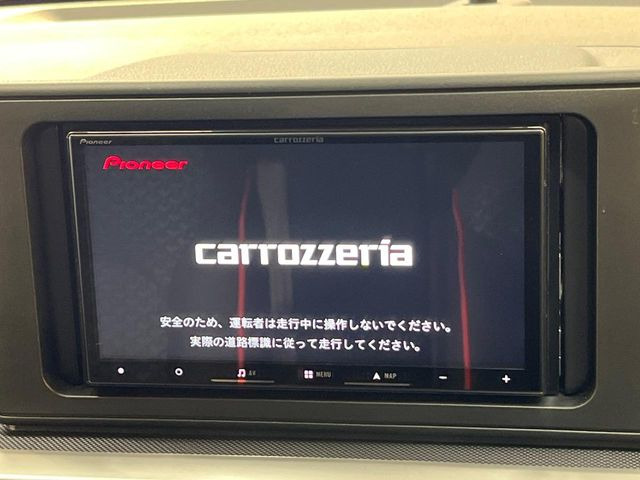 Pioneer
carrozzeria
Pioneer
carrozzeria
安全のため、運転者は走行中に操作しないでください。
実際の道路標識に従って走行してください。
AV
MENU
MAP